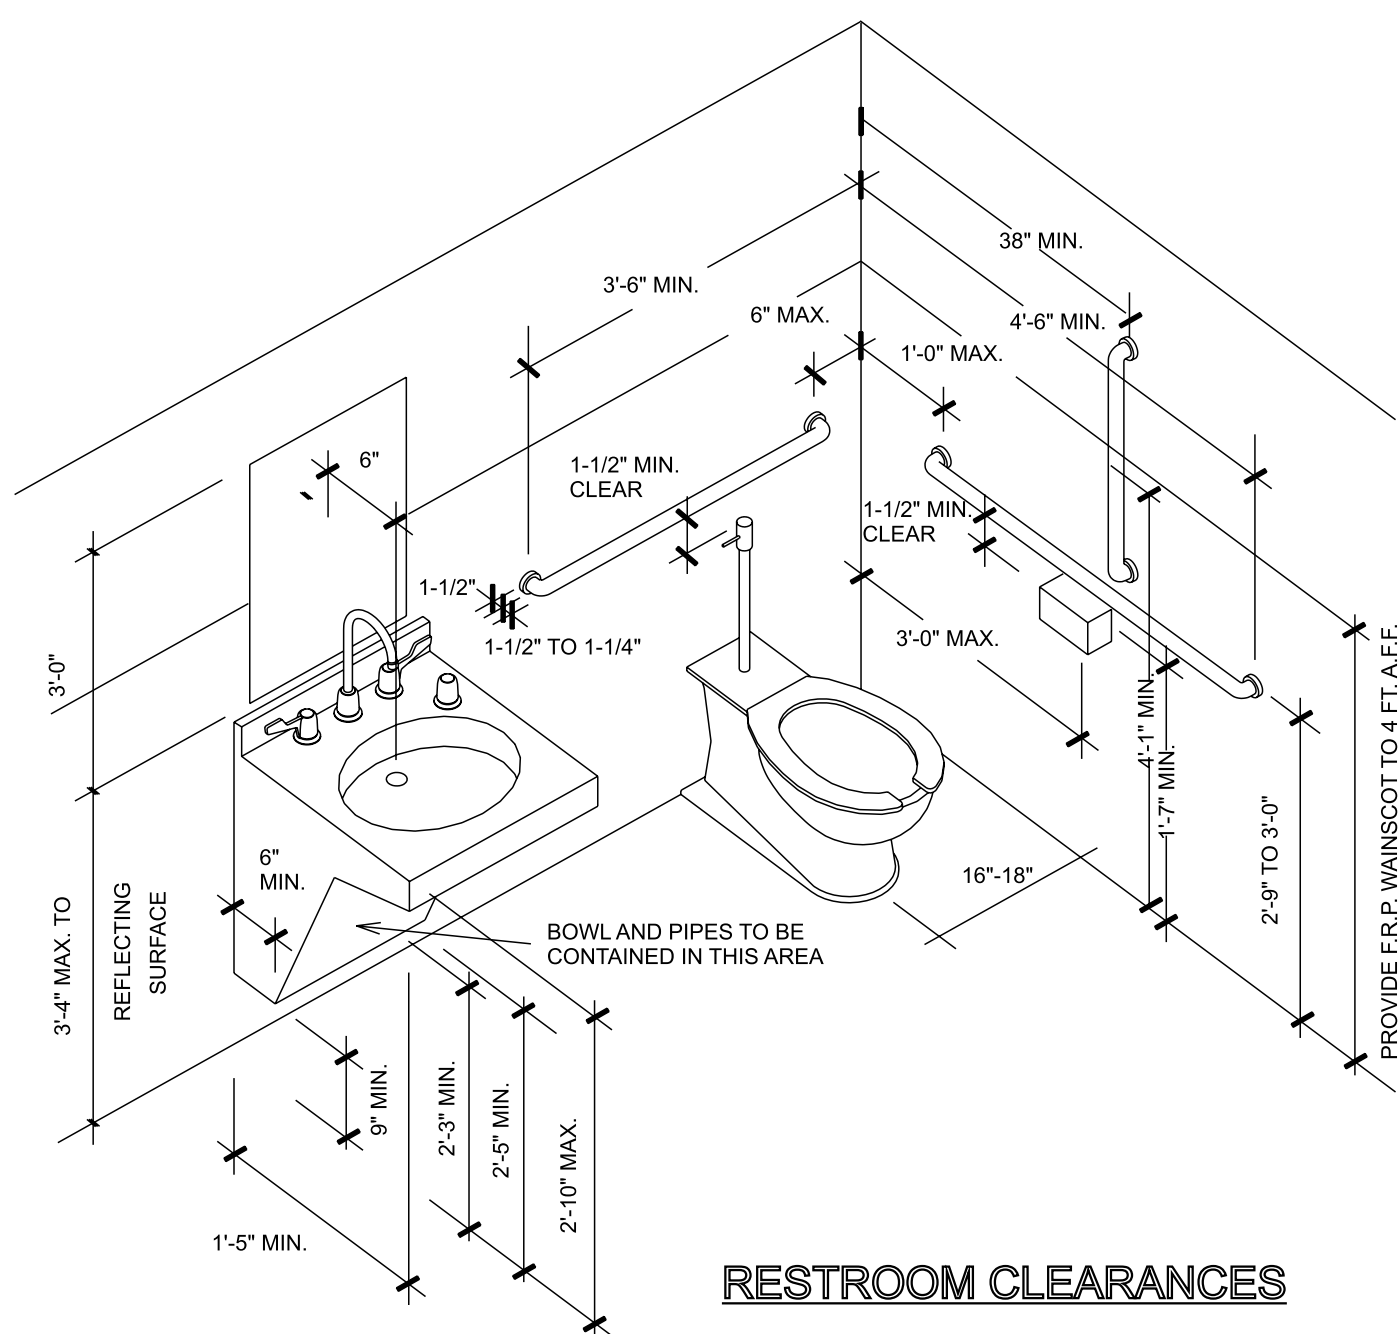 38" MIN.
3'-6" MIN.
6" MAX.
4'-6" MIN.
1'-0" MAX.
6"
1-1/2" MIN.
CLEAR
1-1/2" MIN.
CLEAR
1-1/2"
1-1/2" TO 1-1/4"
3'-0" MAX.
3'-0"
4'-1" MIN.
1'-7" MIN.
2'-9" TO 3'-0"
PROVIDE F.R.P. WAINSCOT TO 4 FT. A.F.F.
6"
MIN.
16"-18"
3'-4" MAX. TO
REFLECTING
SURFACE
BOWL AND PIPES TO BE
CONTAINED IN THIS AREA
9" MIN.
2'-3" MIN.
2'-5" MIN.
2'-10" MAX.
1'-5" MIN.
RESTROOM CLEARANCES